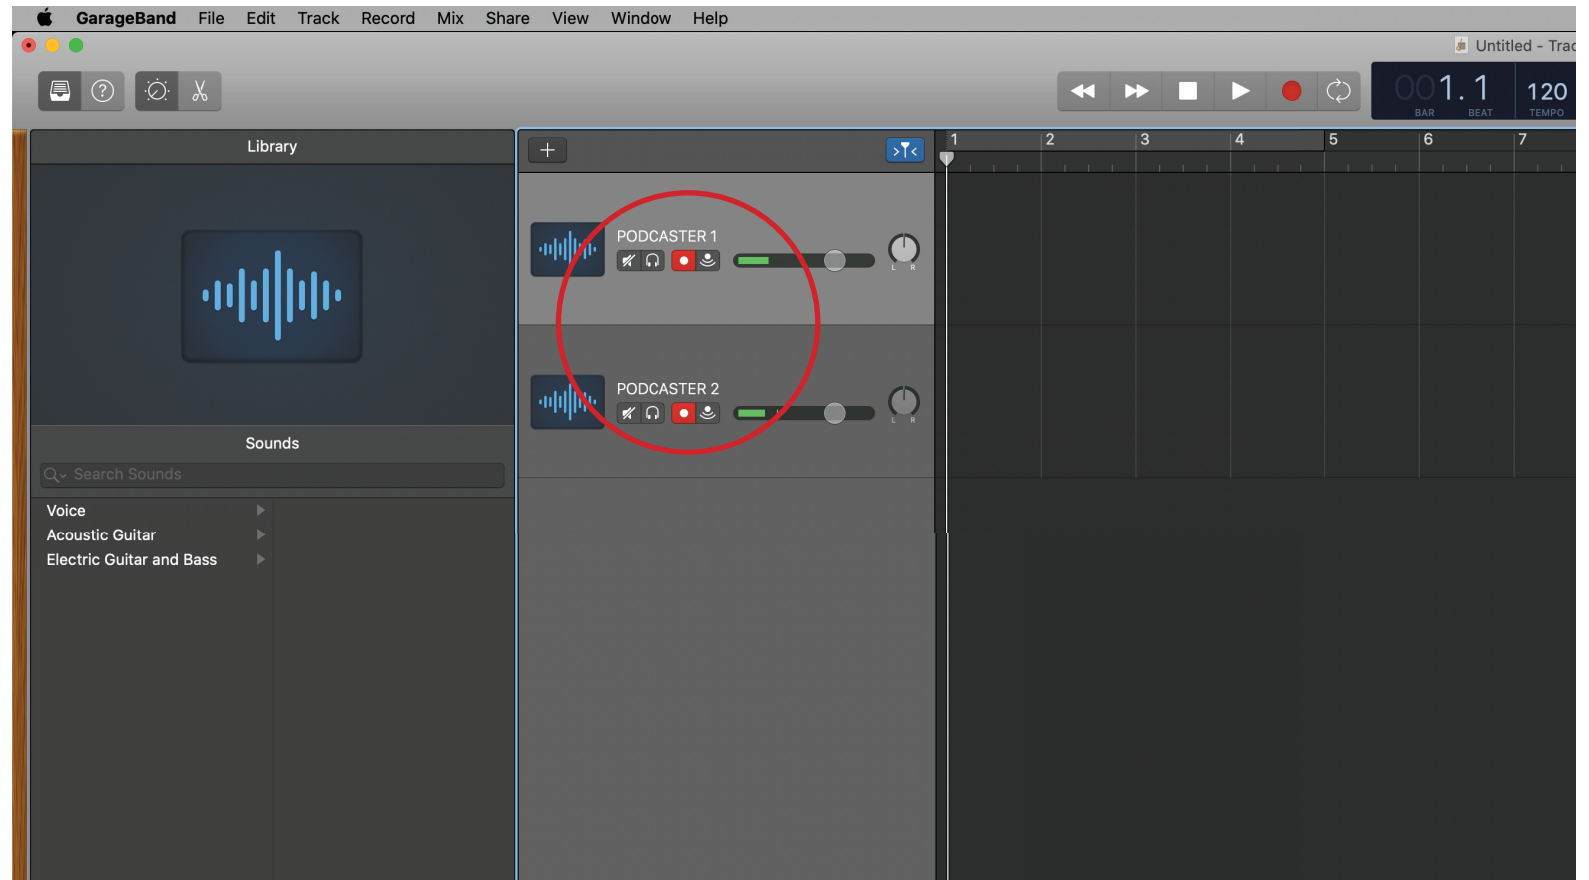 GarageBand File Edit Track Record Mix Share View Window Help
Untitled - Trac
001.1 120
BAR BEAT TEMPO
Library
1 2 3 4 5 6 7
PODCASTER 1
L R
PODCASTER 2
L R
Sounds
Search Sounds
Voice
Acoustic Guitar
Electric Guitar and Bass